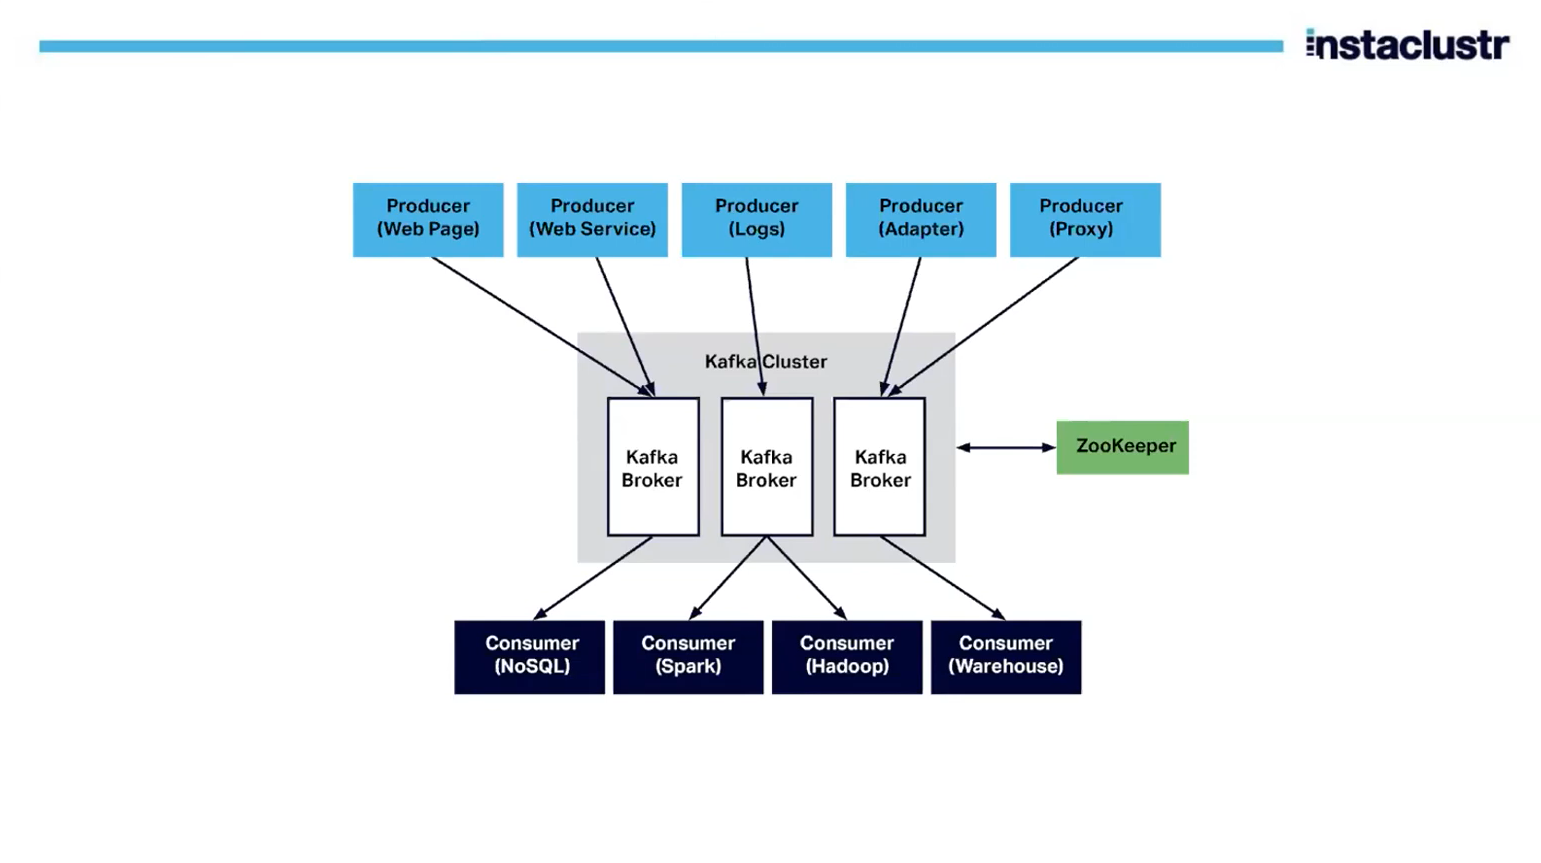 instaclustr
Producer
(Web Page)
Producer
(Web Service)
Producer
(Logs)
Producer
(Adapter)
Producer
(Proxy)
Kafka Cluster
Kafka
Broker
Kafka
Broker
Kafka
Broker
ZooKeeper
Consumer
(NoSQL)
Consumer
(Spark)
Consumer
(Hadoop)
Consumer
(Warehouse)